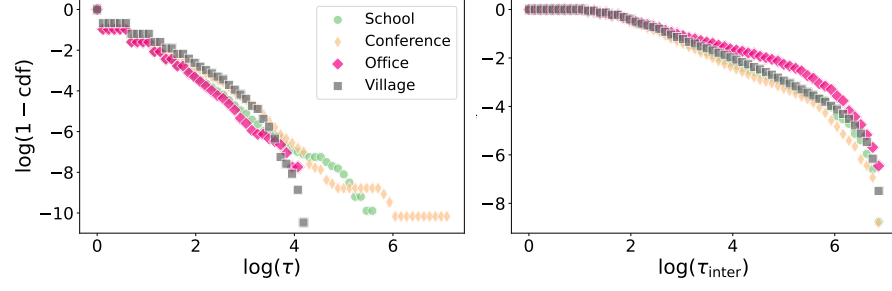 log(1 − cdf)
0
−2
−4
−6
−8
−10
0
2
4
6
log(τ)
School
Conference
Office
Village
0
−2
−4
−6
−8
0
2
4
6
log(τinter)